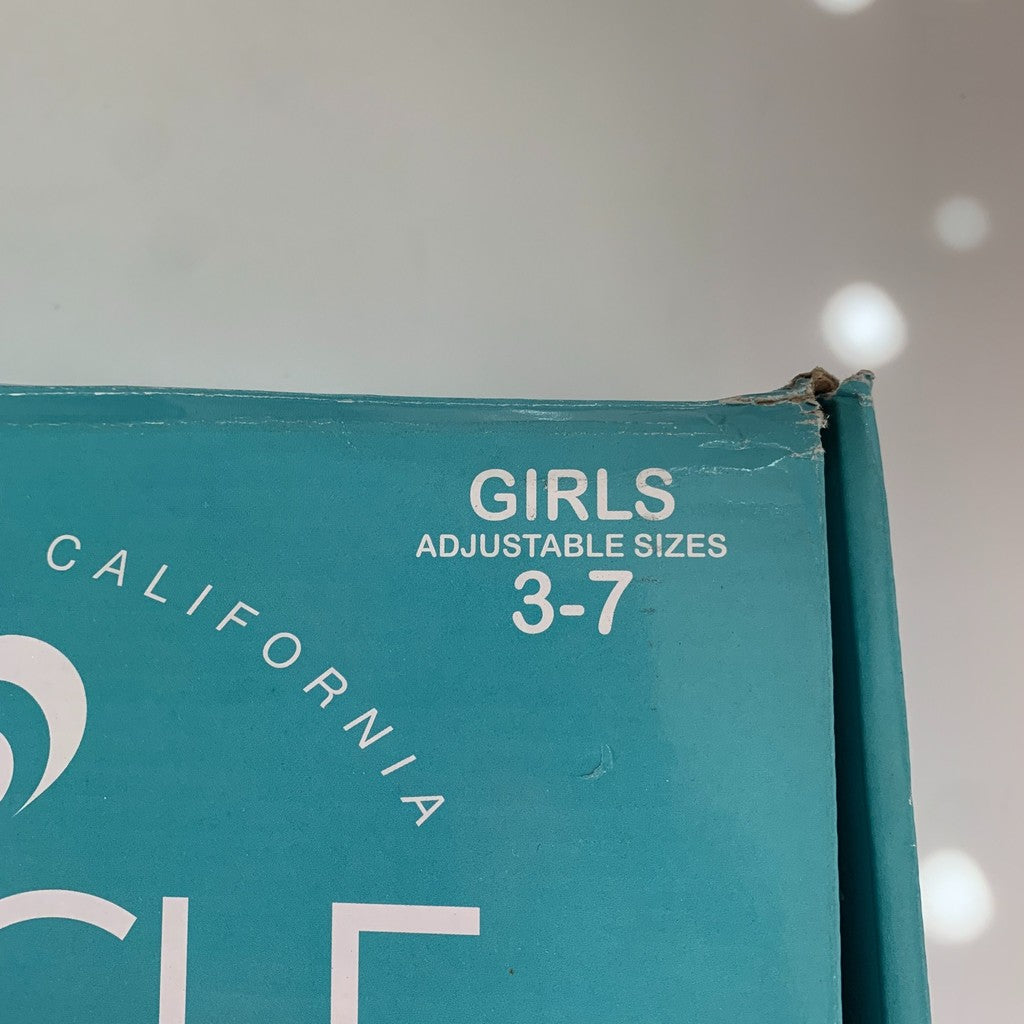 GIRLS
ADJUSTABLE SIZES
3-7
CALIFORNIA